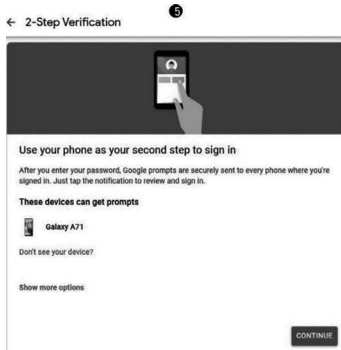 ❺
← 2-Step Verification
Use your phone as your second step to sign in
After you enter your password, Google prompts are securely sent to every phone where you're
signed in. Just tap the notification to review and sign in.
These devices can get prompts
Galaxy A71
Don't see your device?
Show more options
CONTINUE